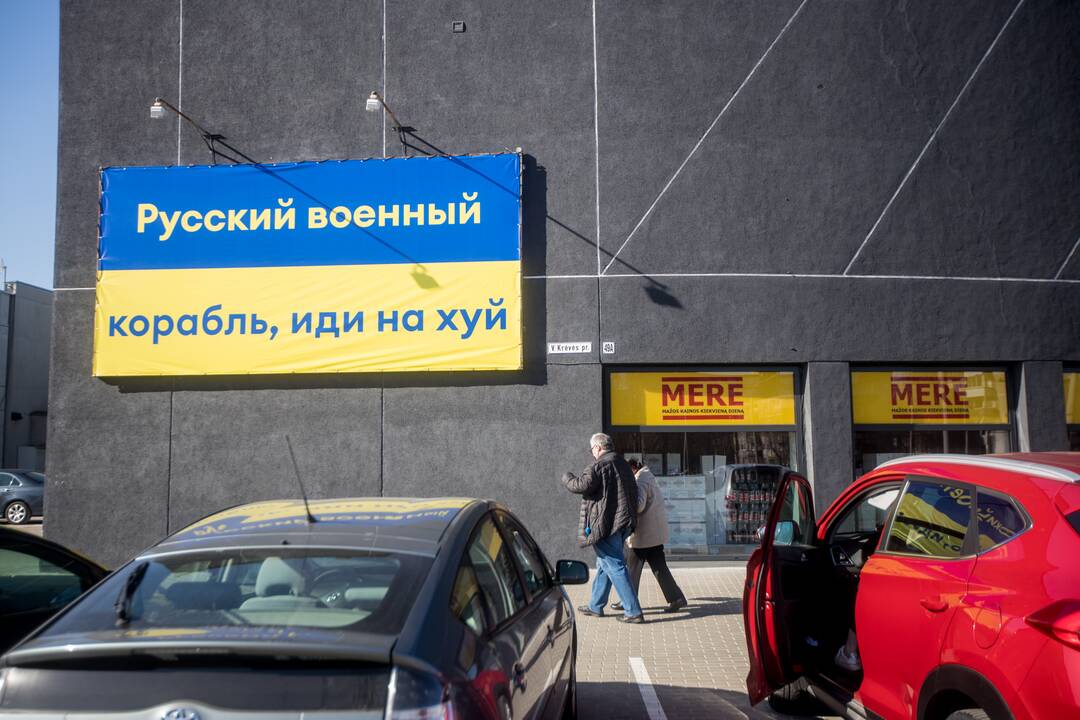 Русский военный
корабль, иди на хуй
V. Krėvės pr.
49A
MERE
MAŽOS KAINOS KIEKVIENĄ DIENĄ
MERE
MAŽOS KAINOS KIEKVIENĄ DIENĄ